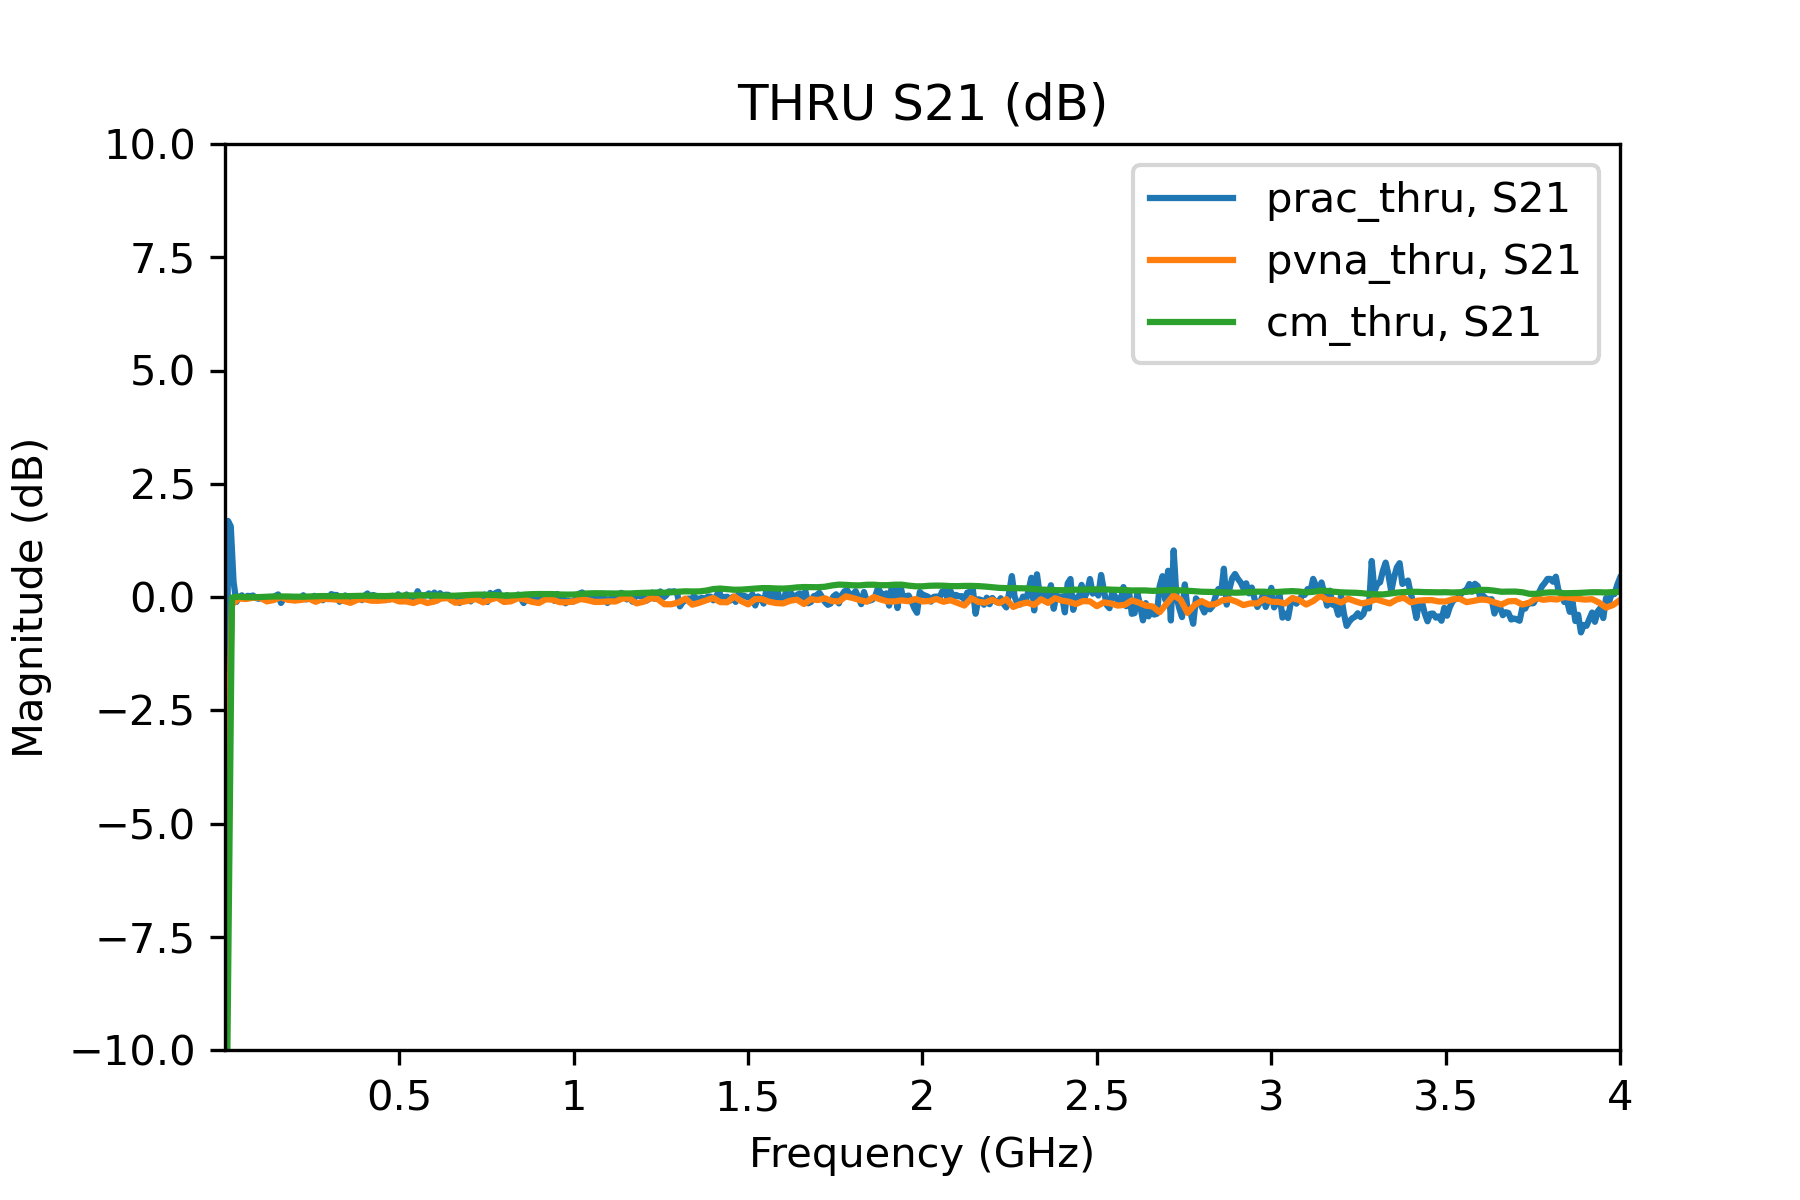 THRU S21 (dB)
10.0
7.5
5.0
2.5
0.0
−2.5
−5.0
−7.5
−10.0
Magnitude (dB)
prac_thru, S21
pvna_thru, S21
cm_thru, S21
0.5 1 1.5 2 2.5 3 3.5 4
Frequency (GHz)